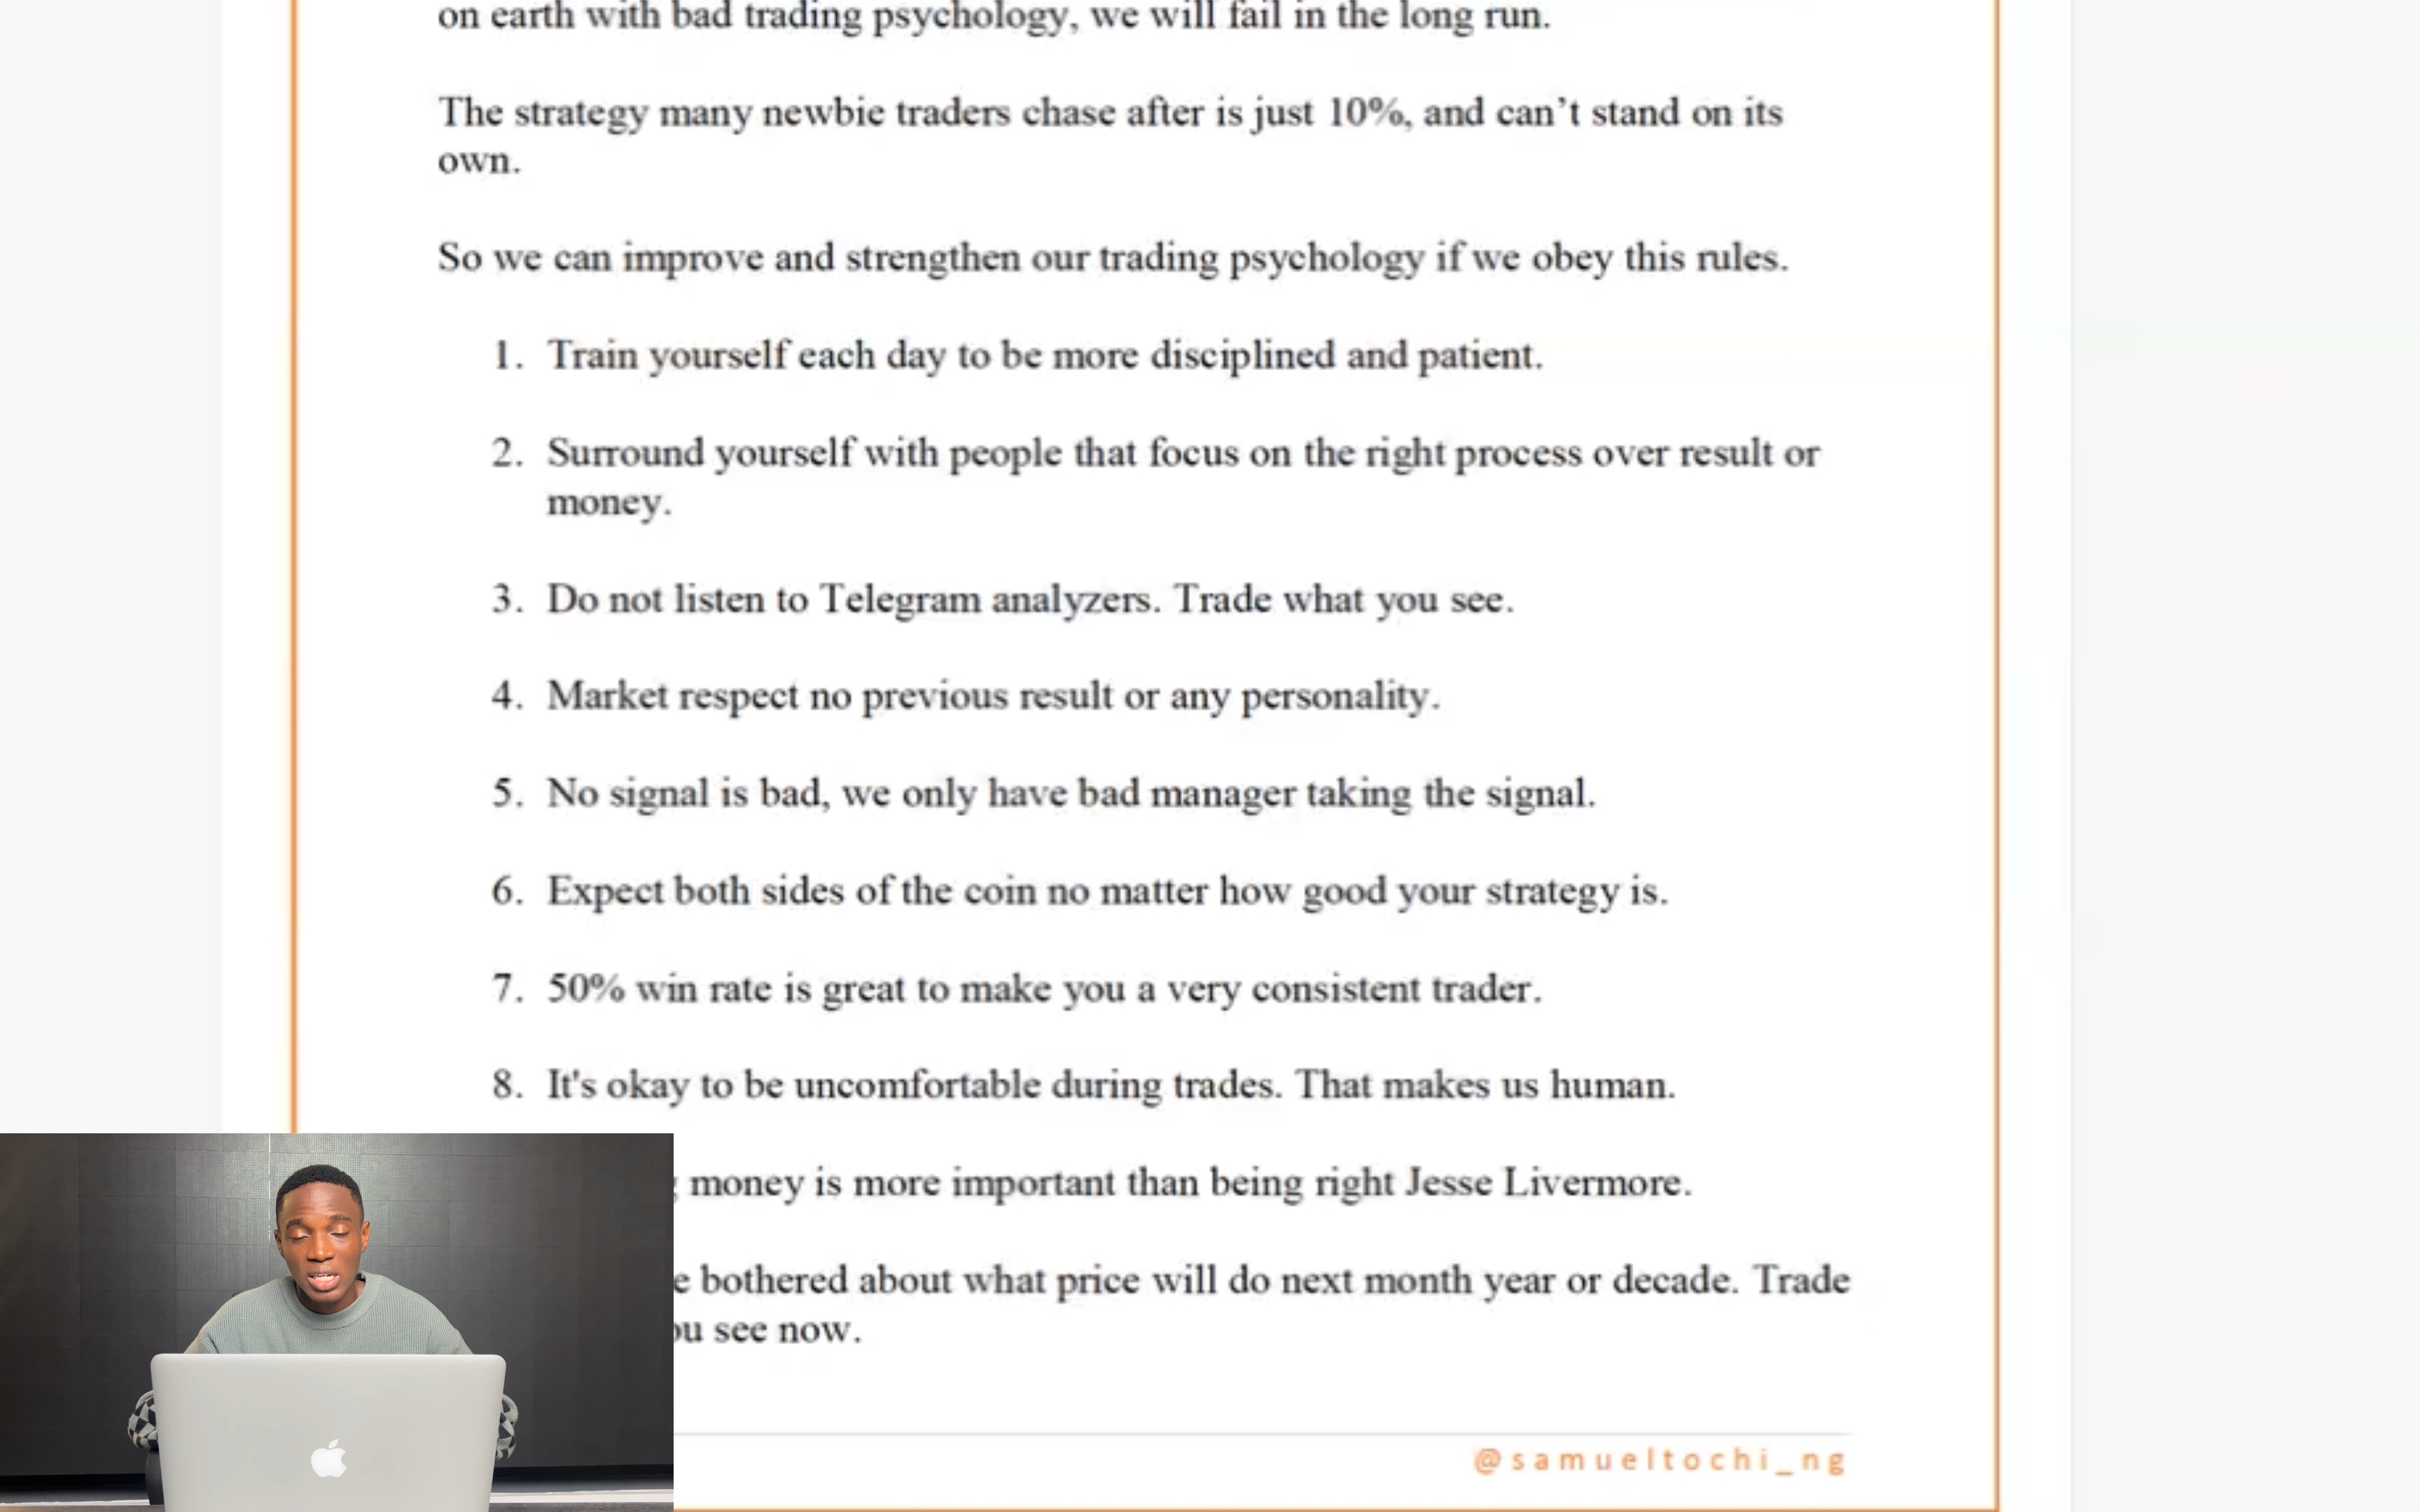 on earth with bad trading psychology, we will fail in the long run.
The strategy many newbie traders chase after is just 10%, and can’t stand on its
own.
So we can improve and strengthen our trading psychology if we obey this rules.
1. Train yourself each day to be more disciplined and patient.
2. Surround yourself with people that focus on the right process over result or
money.
3. Do not listen to Telegram analyzers. Trade what you see.
4. Market respect no previous result or any personality.
5. No signal is bad, we only have bad manager taking the signal.
6. Expect both sides of the coin no matter how good your strategy is.
7. 50% win rate is great to make you a very consistent trader.
8. It's okay to be uncomfortable during trades. That makes us human.
money is more important than being right Jesse Livermore.
bothered about what price will do next month year or decade. Trade
see now.
@samueltochi_ng